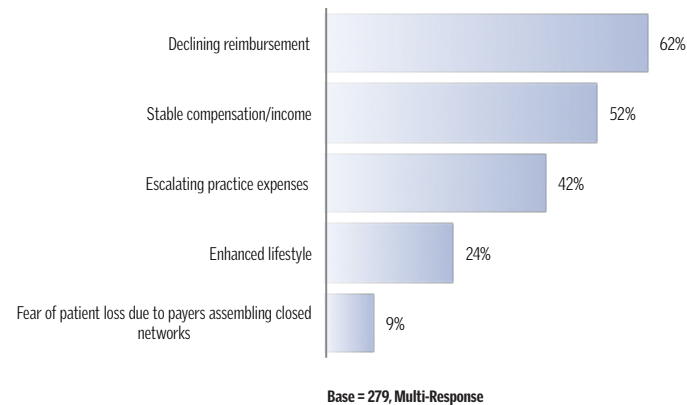 Declining reimbursement
62%
Stable compensation/income
52%
Escalating practice expenses
42%
Enhanced lifestyle
24%
Fear of patient loss due to payers assembling closed
networks
9%
Base = 279, Multi-Response